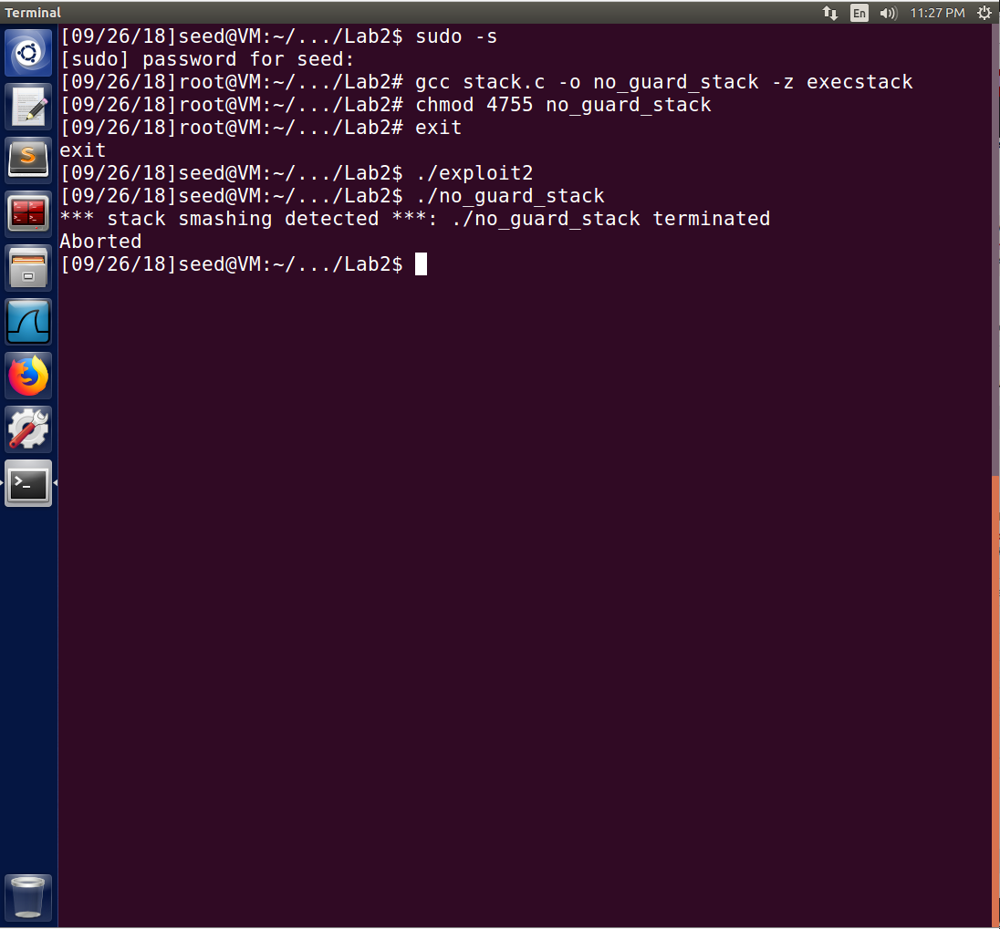 Terminal
En
11:27 PM
[09/26/18]seed@VM:~/.../Lab2$ sudo -s
[sudo] password for seed:
[09/26/18]root@VM:~/.../Lab2# gcc stack.c -o no_guard_stack -z execstack
[09/26/18]root@VM:~/.../Lab2# chmod 4755 no_guard_stack
[09/26/18]root@VM:~/.../Lab2# exit
exit
[09/26/18]seed@VM:~/.../Lab2$ ./exploit2
[09/26/18]seed@VM:~/.../Lab2$ ./no_guard_stack
*** stack smashing detected ***: ./no_guard_stack terminated
Aborted
[09/26/18]seed@VM:~/.../Lab2$